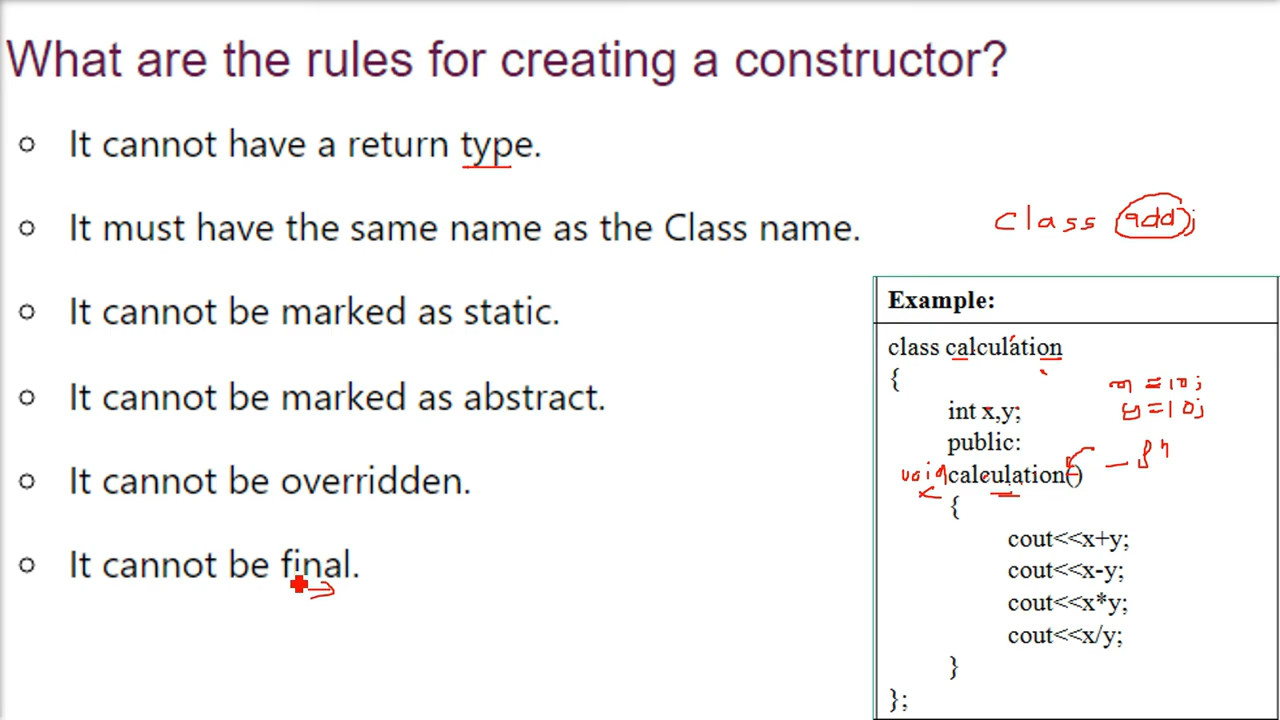 What are the rules for creating a constructor?
○ It cannot have a return type.
○ It must have the same name as the Class name.
○ It cannot be marked as static.
○ It cannot be marked as abstract.
○ It cannot be overridden.
○ It cannot be final.
class add;
Example:
class calculation
{
int x,y;
public:
void calculation()
{
cout<<x+y;
cout<<x-y;
cout<<x*y;
cout<<x/y;
}
};
=10;
y=10;